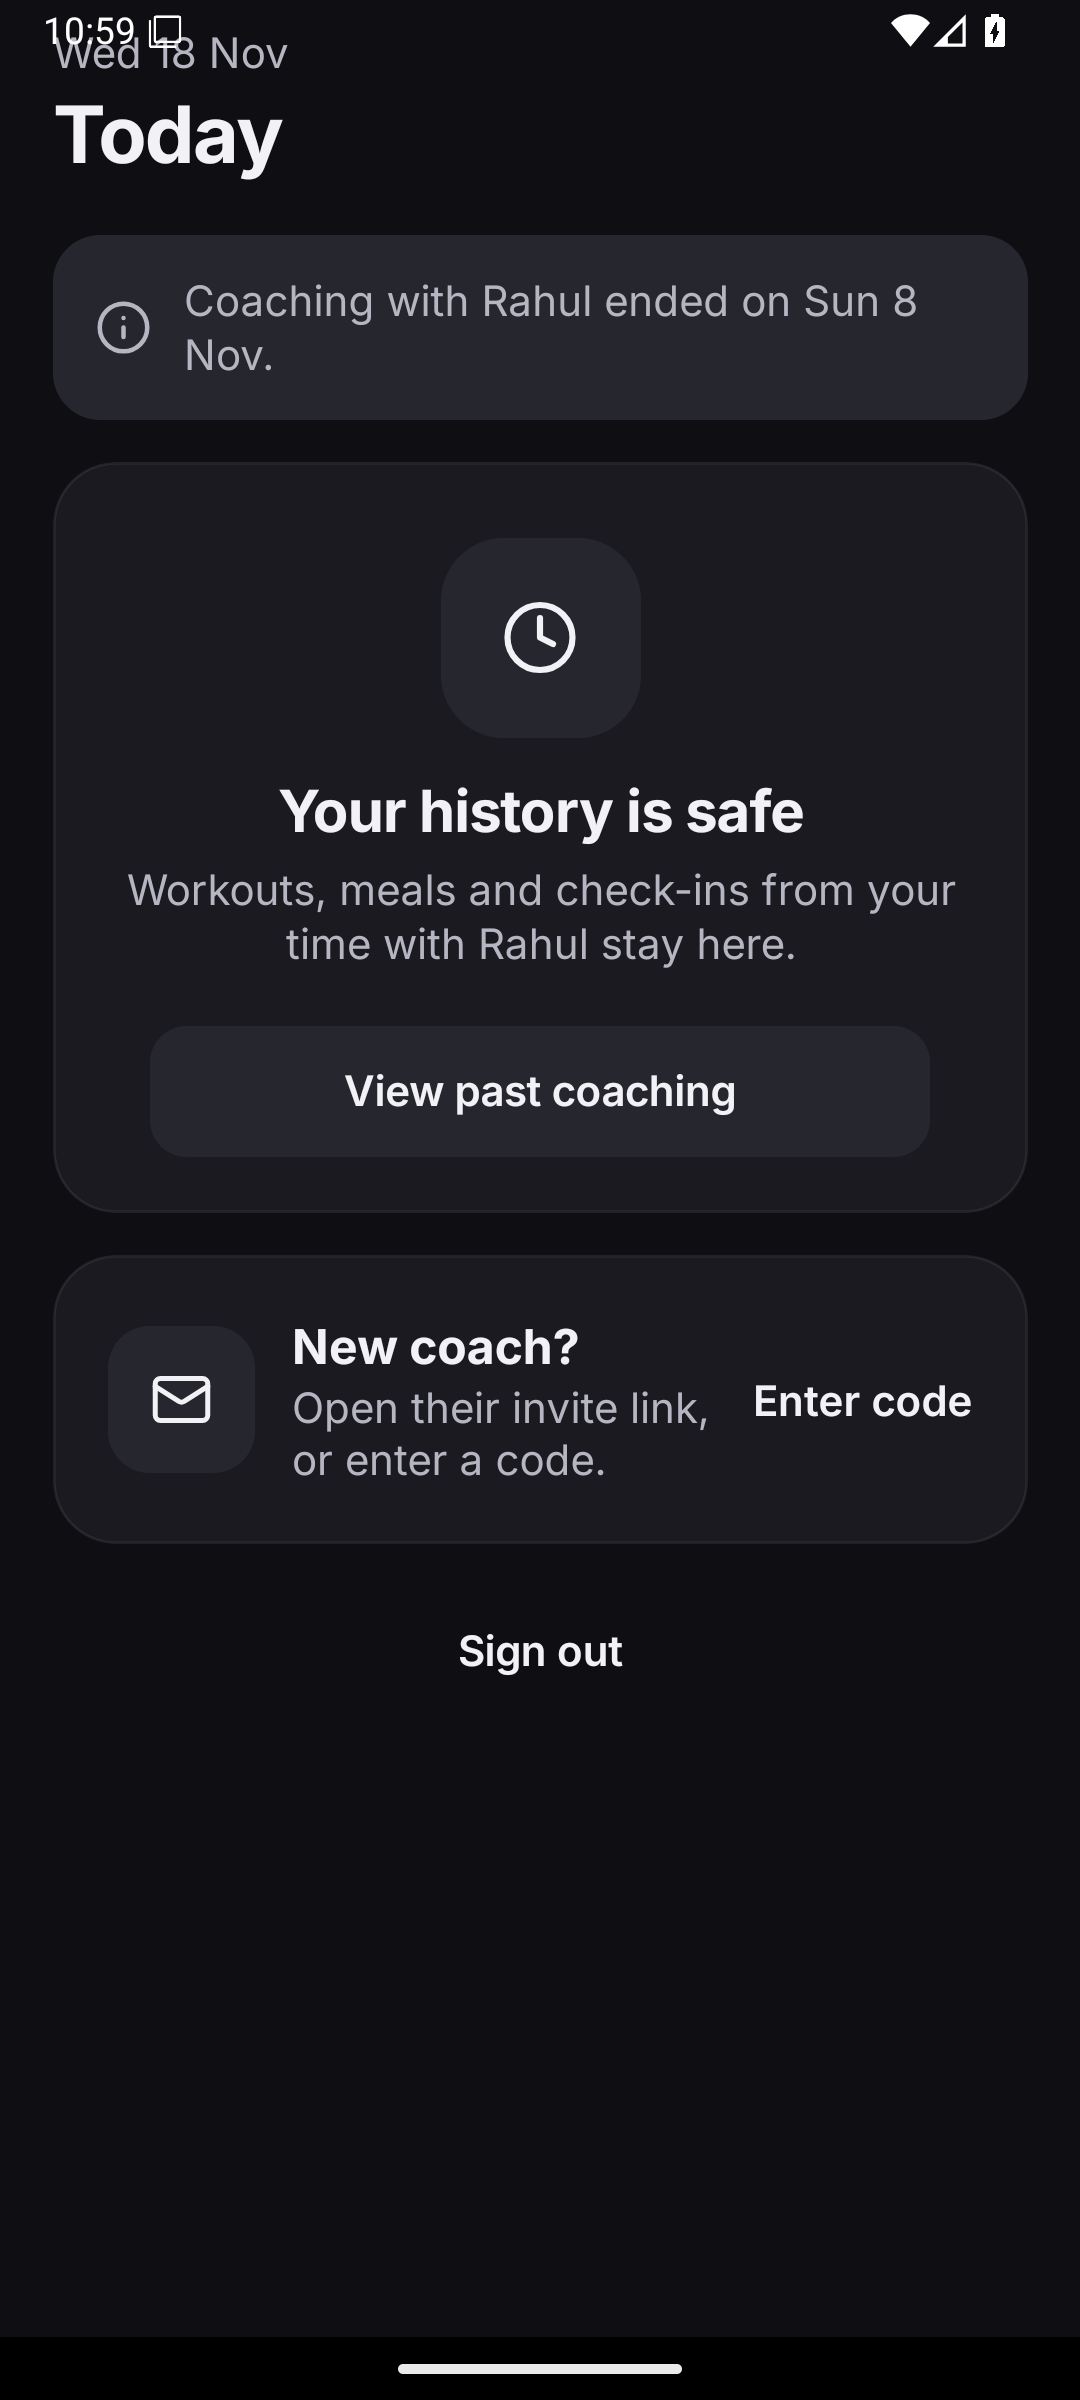 10:59
Wed 18 Nov
Today
Coaching with Rahul ended on Sun 8
Nov.
Your history is safe
Workouts, meals and check-ins from your
time with Rahul stay here.
View past coaching
New coach?
Open their invite link,
or enter a code.
Enter code
Sign out